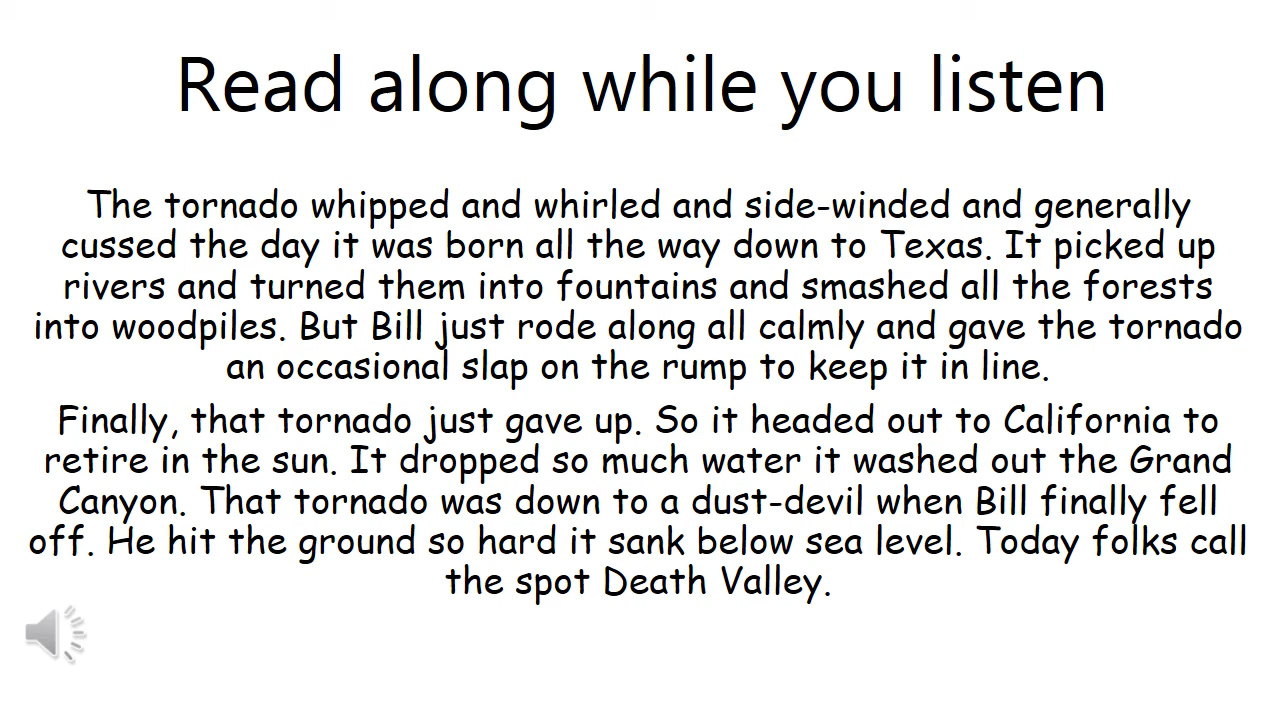 Read along while you listen
The tornado whipped and whirled and side-winded and generally
cussed the day it was born all the way down to Texas. It picked up
rivers and turned them into fountains and smashed all the forests
into woodpiles. But Bill just rode along all calmly and gave the tornado
an occasional slap on the rump to keep it in line.
Finally, that tornado just gave up. So it headed out to California to
retire in the sun. It dropped so much water it washed out the Grand
Canyon. That tornado was down to a dust-devil when Bill finally fell
off. He hit the ground so hard it sank below sea level. Today folks call
the spot Death Valley.